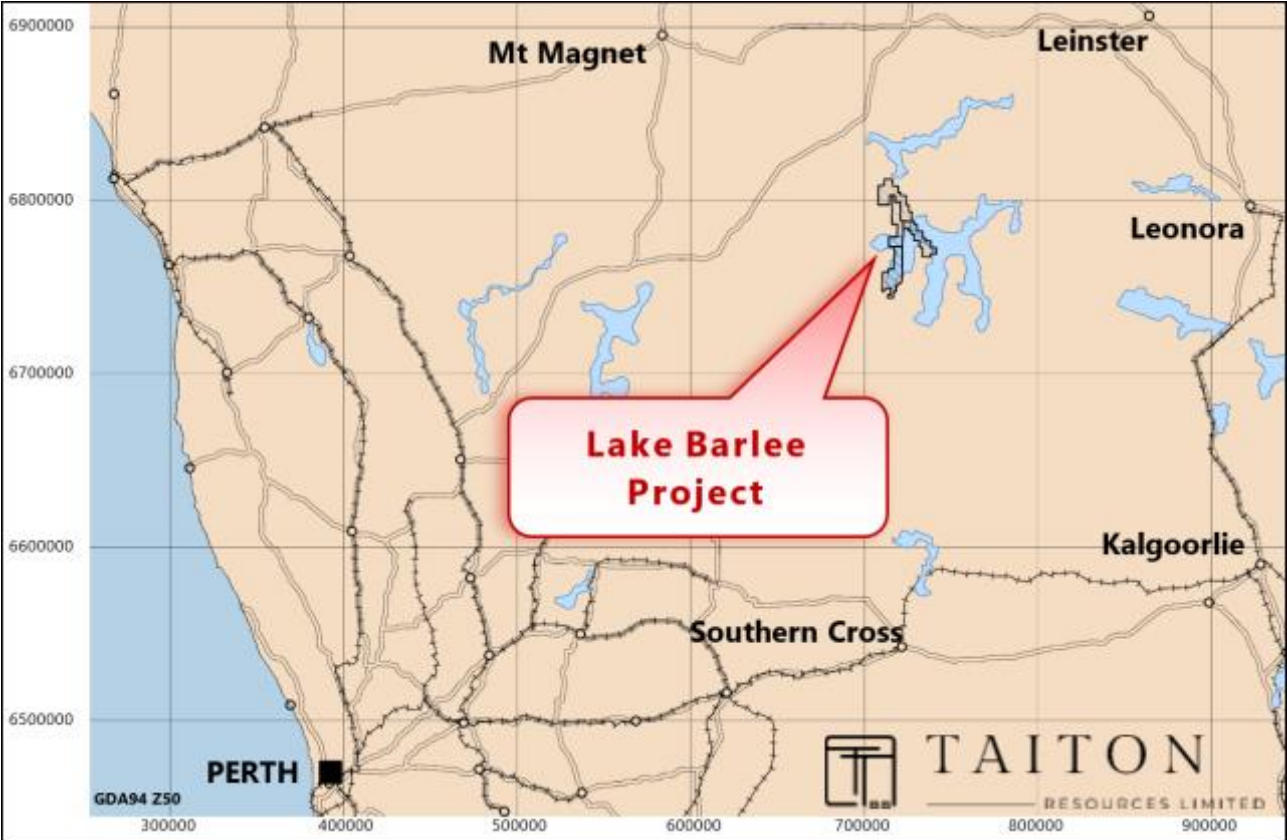 6900000
Mt Magnet
Leinster
6800000
Leonora
6700000
Lake Barlee
Project
6600000
Kalgoorlie
Southern Cross
6500000
TAITON
RESOURCES LIMITED
PERTH
GDA94 Z50
300000
400000
500000
600000
700000
800000
900000